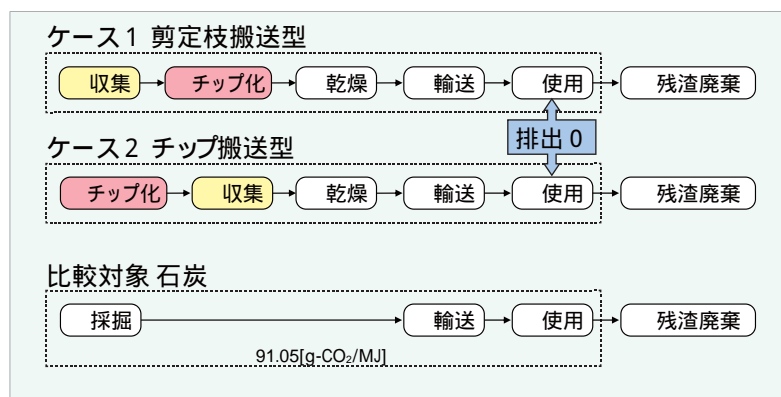 ケース1 剪定枝搬送型
収集 チップ化 乾燥 輸送 使用 残渣廃棄
排出0
ケース2 チップ搬送型
チップ化 収集 乾燥 輸送 使用 残渣廃棄
比較対象 石炭
採掘 輸送 使用 残渣廃棄
91.05[g-CO₂/MJ]